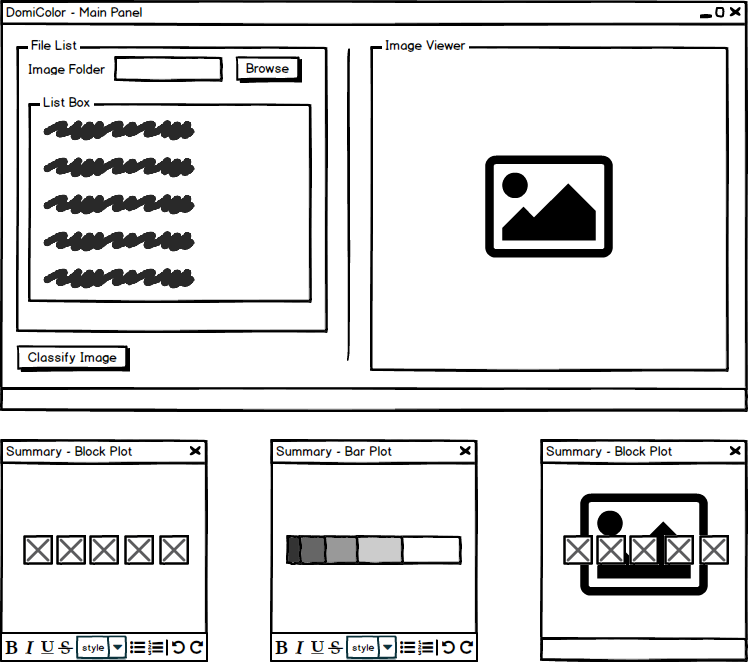 DomiColor - Main Panel
File List
Image Viewer
Image Folder
Browse
List Box
Classify Image
Summary - Block Plot
Summary - Bar Plot
Summary - Block Plot
B I U S style
B I U S style